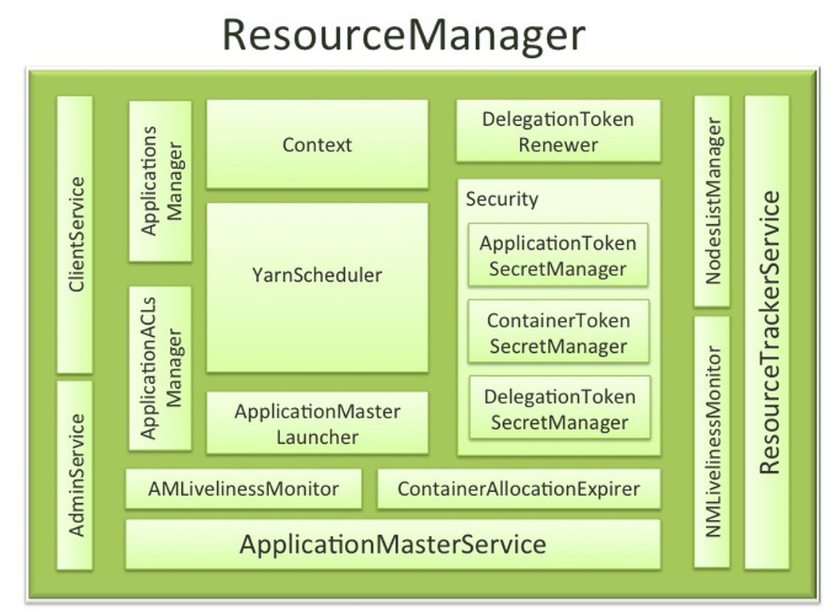 ResourceManager
ClientService
AdminService
Applications
Manager
ApplicationACLs
Manager
Context
YarnScheduler
ApplicationMaster
Launcher
DelegationToken
Renewer
Security
ApplicationToken
SecretManager
ContainerToken
SecretManager
DelegationToken
SecretManager
AMLivelinessMonitor
ContainerAllocationExpirer
ApplicationMasterService
NodesListManager
NMLivelinessMonitor
ResourceTrackerService